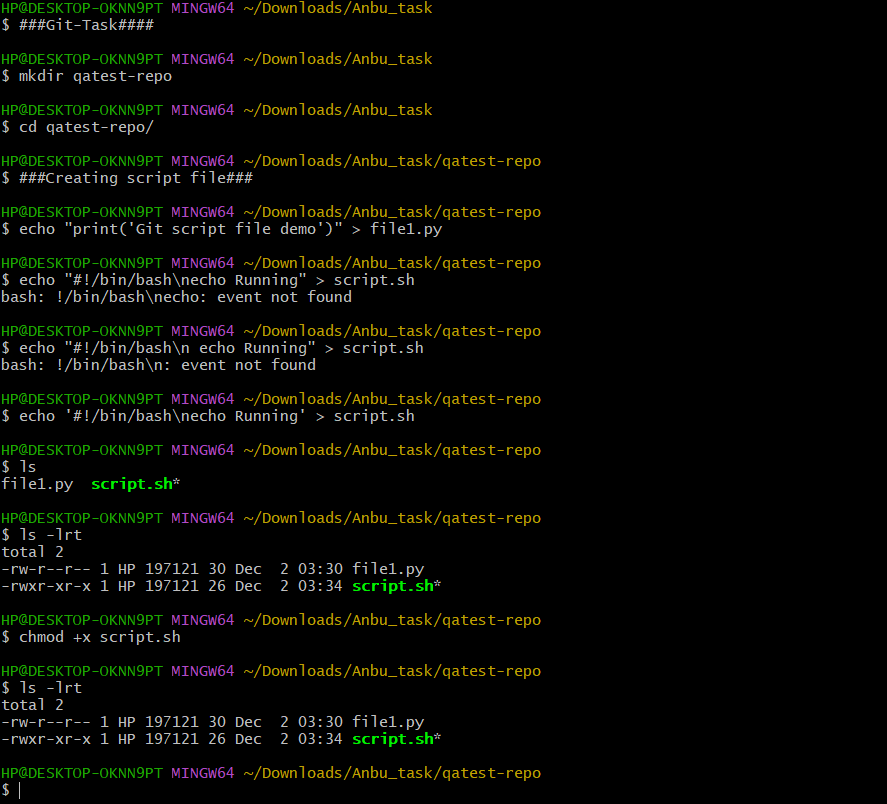 HP@DESKTOP-OKNN9PT MINGW64 ~/Downloads/Anbu_task
$ ###Git-Task####
HP@DESKTOP-OKNN9PT MINGW64 ~/Downloads/Anbu_task
$ mkdir qatest-repo
HP@DESKTOP-OKNN9PT MINGW64 ~/Downloads/Anbu_task
$ cd qatest-repo/
HP@DESKTOP-OKNN9PT MINGW64 ~/Downloads/Anbu_task/qatest-repo
$ ###Creating script file###
HP@DESKTOP-OKNN9PT MINGW64 ~/Downloads/Anbu_task/qatest-repo
$ echo "print('Git script file demo')" > file1.py
HP@DESKTOP-OKNN9PT MINGW64 ~/Downloads/Anbu_task/qatest-repo
$ echo "#!/bin/bash\necho Running" > script.sh
bash: !/bin/bash\necho: event not found
HP@DESKTOP-OKNN9PT MINGW64 ~/Downloads/Anbu_task/qatest-repo
$ echo "#!/bin/bash\n echo Running" > script.sh
bash: !/bin/bash\n: event not found
HP@DESKTOP-OKNN9PT MINGW64 ~/Downloads/Anbu_task/qatest-repo
$ echo '#!/bin/bash\necho Running' > script.sh
HP@DESKTOP-OKNN9PT MINGW64 ~/Downloads/Anbu_task/qatest-repo
$ ls
file1.py  script.sh*
HP@DESKTOP-OKNN9PT MINGW64 ~/Downloads/Anbu_task/qatest-repo
$ ls -lrt
total 2
-rw-r--r-- 1 HP 197121 30 Dec  2 03:30 file1.py
-rwxr-xr-x 1 HP 197121 26 Dec  2 03:34 script.sh*
HP@DESKTOP-OKNN9PT MINGW64 ~/Downloads/Anbu_task/qatest-repo
$ chmod +x script.sh
HP@DESKTOP-OKNN9PT MINGW64 ~/Downloads/Anbu_task/qatest-repo
$ ls -lrt
total 2
-rw-r--r-- 1 HP 197121 30 Dec  2 03:30 file1.py
-rwxr-xr-x 1 HP 197121 26 Dec  2 03:34 script.sh*
HP@DESKTOP-OKNN9PT MINGW64 ~/Downloads/Anbu_task/qatest-repo
$